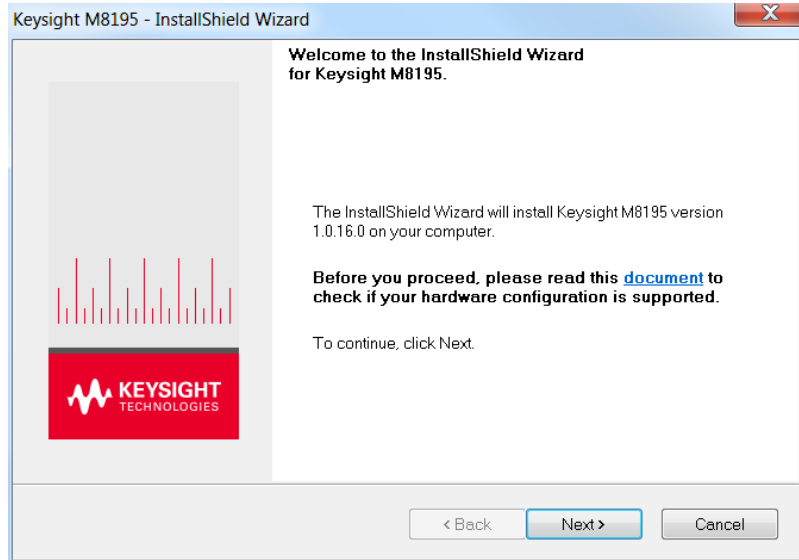 Keysight M8195 - InstallShield Wizard
Welcome to the InstallShield Wizard
for Keysight M8195.
The InstallShield Wizard will install Keysight M8195 version
1.0.16.0 on your computer.
Before you proceed, please read this document to
check if your hardware configuration is supported.
To continue, click Next.
KEYSIGHT
TECHNOLOGIES
< Back
Next >
Cancel